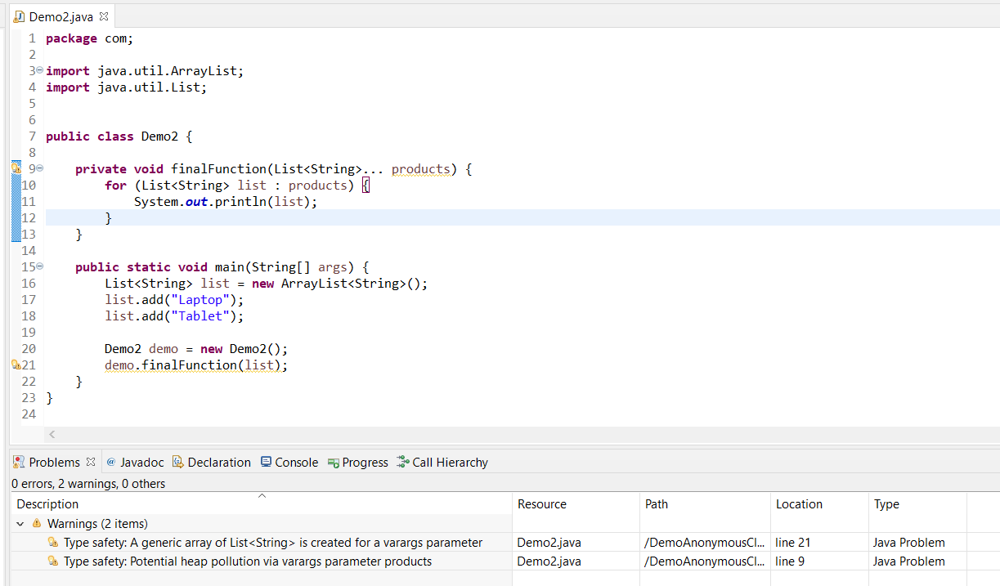 Demo2.java
1 package com;
2
3 import java.util.ArrayList;
4 import java.util.List;
5
6
7 public class Demo2 {
8
9     private void finalFunction(List<String>... products) {
10         for (List<String> list : products) {
11             System.out.println(list);
12         }
13     }
14
15     public static void main(String[] args) {
16         List<String> list = new ArrayList<String>();
17         list.add("Laptop");
18         list.add("Tablet");
19
20         Demo2 demo = new Demo2();
21         demo.finalFunction(list);
22     }
23 }
24
Problems @ Javadoc Declaration Console Progress Call Hierarchy
0 errors, 2 warnings, 0 others
Description Resource Path Location Type
Warnings (2 items)
Type safety: A generic array of List<String> is created for a varargs parameter Demo2.java /DemoAnonymousCl... line 21 Java Problem
Type safety: Potential heap pollution via varargs parameter products Demo2.java /DemoAnonymousCl... line 9 Java Problem